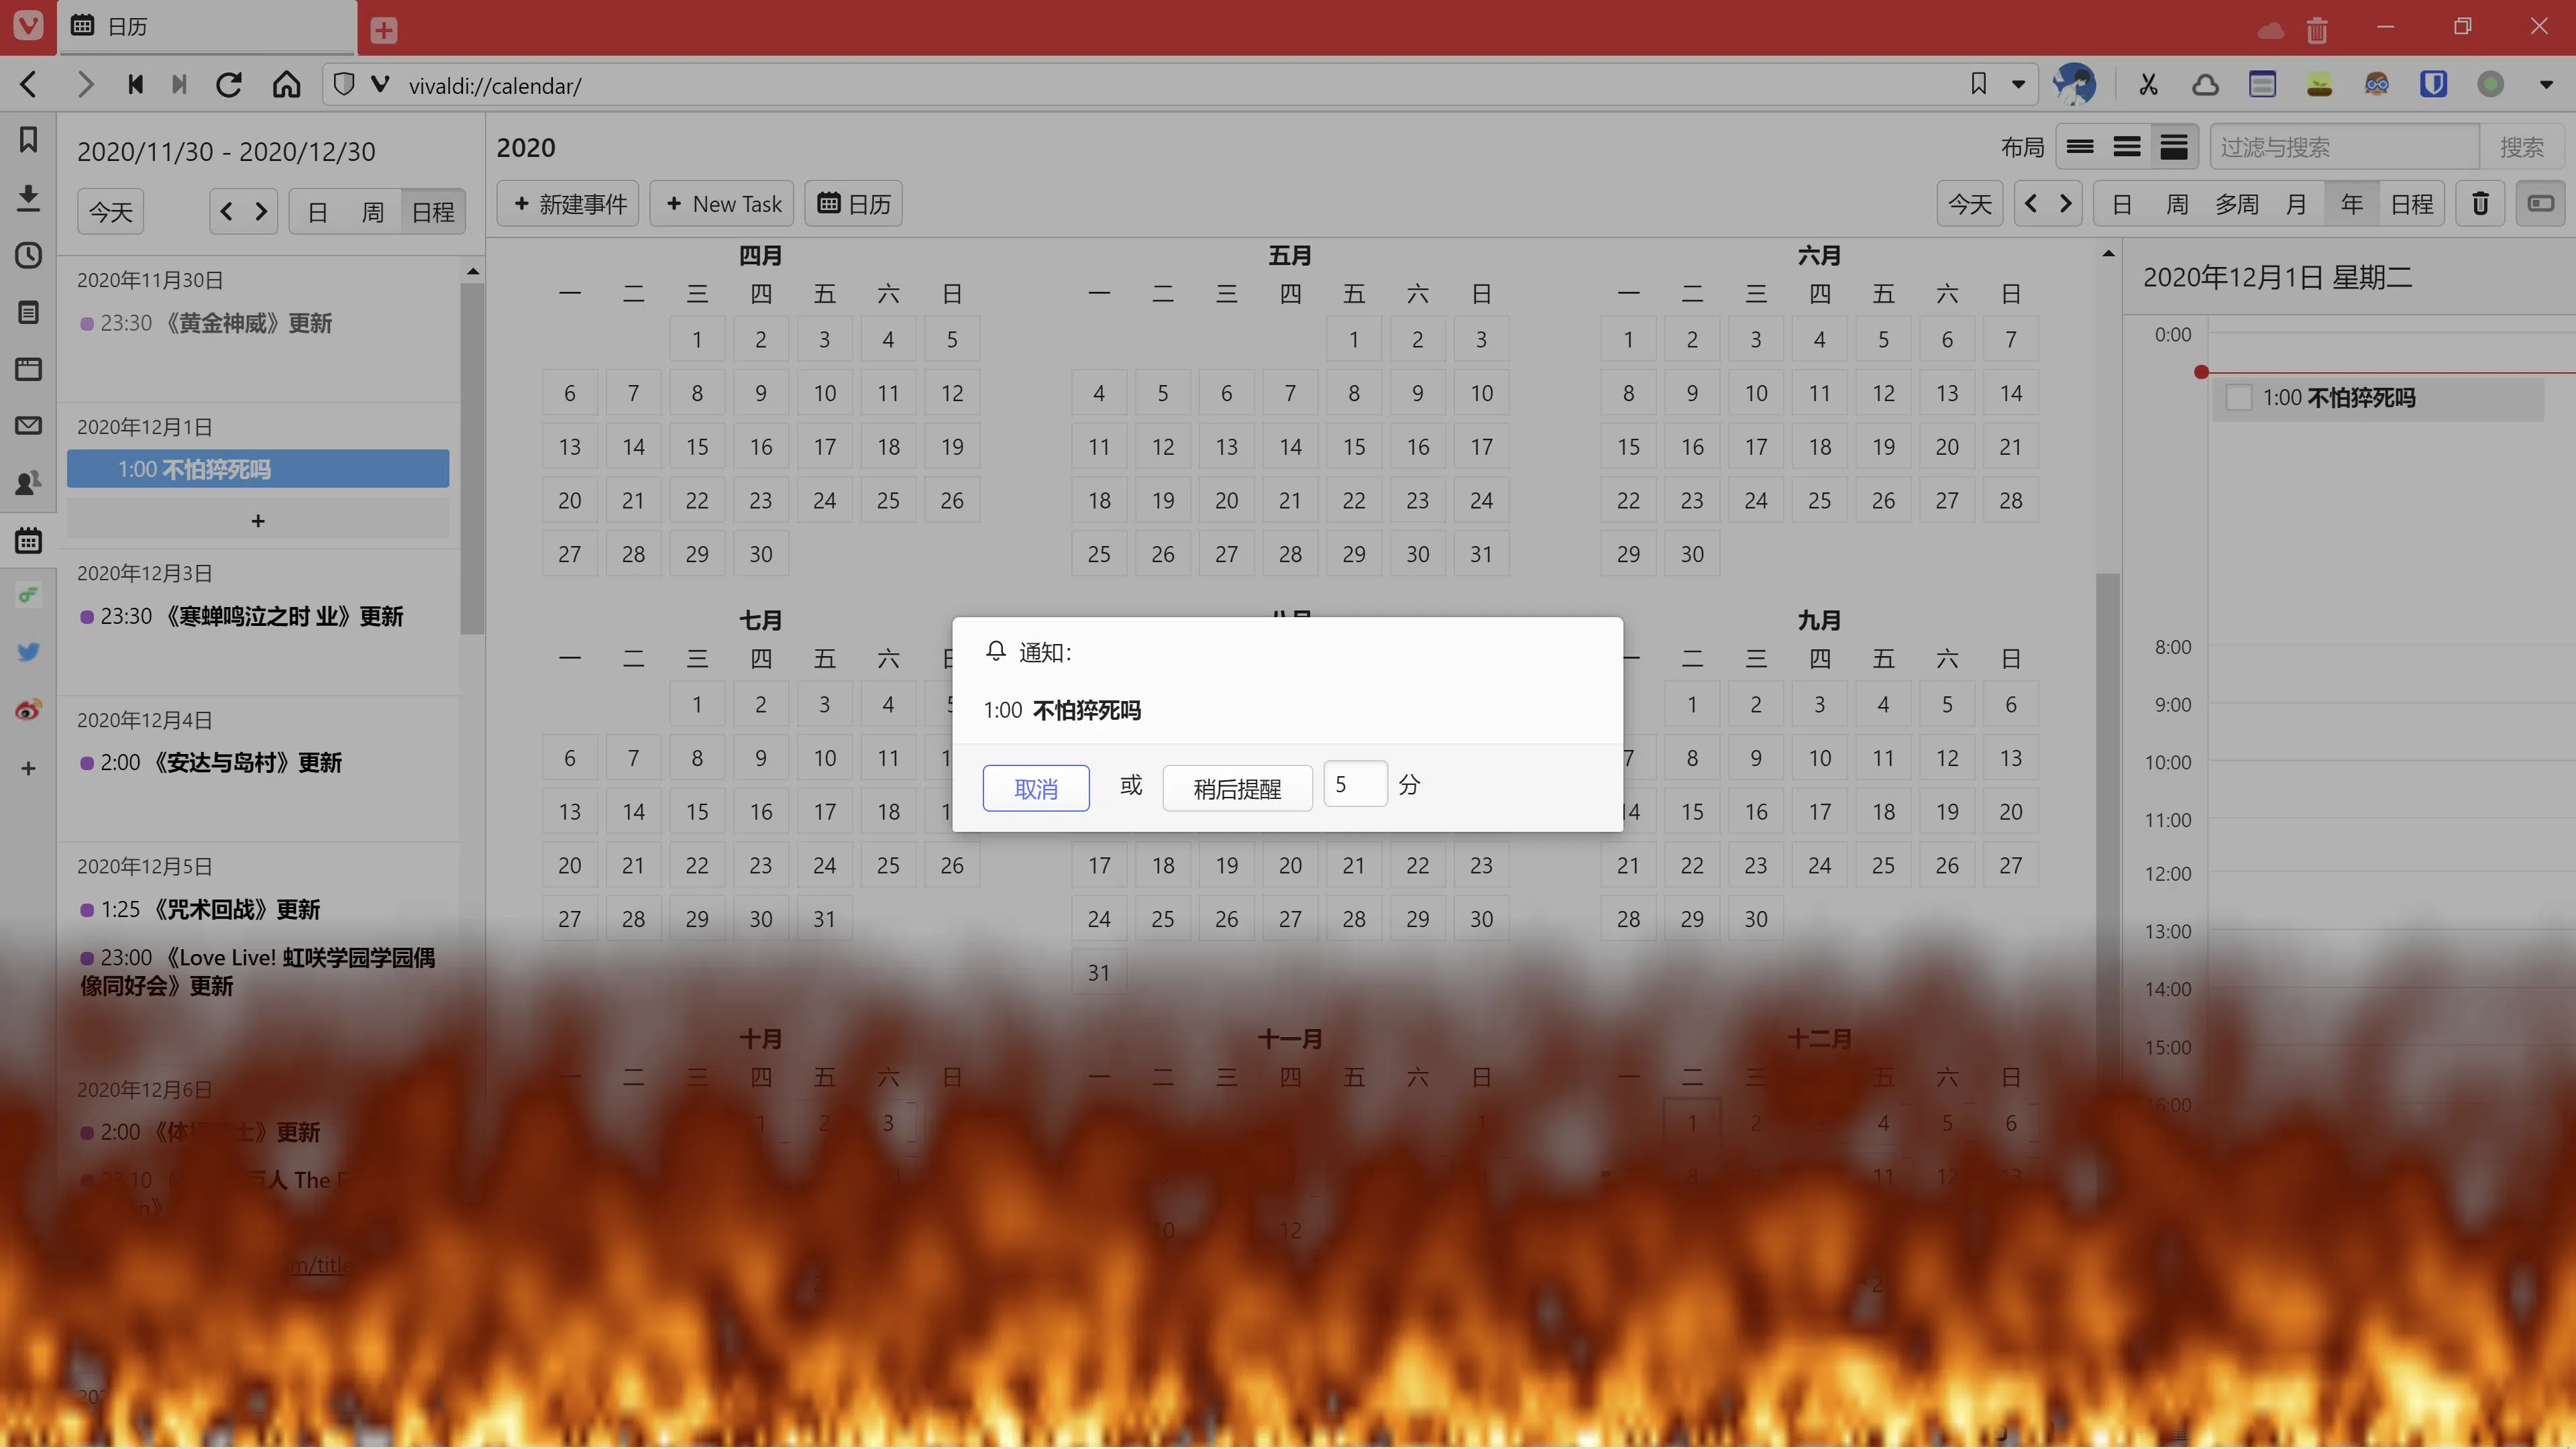 日历
vivaldi://calendar/
2020/11/30 - 2020/12/30
今天 日 周 日程
2020年11月30日
23:30 《黄金神威》更新
2020年12月1日
1:00 不怕猝死吗
+
2020年12月3日
23:30 《寒蝉鸣泣之时 业》更新
2020年12月4日
2:00 《安达与岛村》更新
2020年12月5日
1:25 《咒术回战》更新
23:00 《Love Live! 虹咲学园学园偶
像同好会》更新
2020年12月6日
2020
布局 过滤与搜索 搜索
+ 新建事件 + New Task 日历
今天 日 周 多周 月 年 日程
四月
一 二 三 四 五 六 日
1 2 3 4 5
6 7 8 9 10 11 12
13 14 15 16 17 18 19
20 21 22 23 24 25 26
27 28 29 30
五月
一 二 三 四 五 六 日
1 2 3
4 5 6 7 8 9 10
11 12 13 14 15 16 17
18 19 20 21 22 23 24
25 26 27 28 29 30 31
六月
一 二 三 四 五 六 日
1 2 3 4 5 6 7
8 9 10 11 12 13 14
15 16 17 18 19 20 21
22 23 24 25 26 27 28
29 30
七月
一 二 三 四 五 六
1 2 3 4
6 7 8 9 10 11
13 14 15 16 17 18
20 21 22 23 24 25 26
27 28 29 30 31
17 18 19 20 21 22 23
24 25 26 27 28 29 30
31
九月
一 二 三 四 五 六 日
1 2 3 4 5 6
7 8 9 10 11 12 13
14 15 16 17 18 19 20
21 22 23 24 25 26 27
28 29 30
通知:
1:00 不怕猝死吗
取消 或 稍后提醒 5 分
十月
一 二 三 四 五 六 日
1 2 3
十一月
一 二 三 四 五 六 日
1
十二月
一 二 三 五 六 日
1 2 4 5 6
2020年12月1日 星期二
0:00
1:00 不怕猝死吗
8:00
9:00
10:00
11:00
12:00
13:00
14:00
15:00
16:00